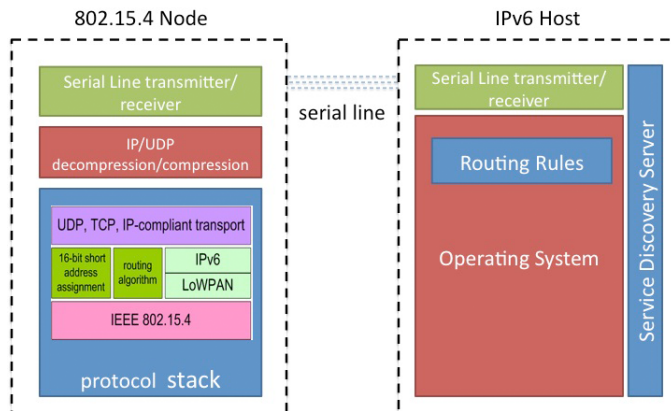 802.15.4 Node
IPv6 Host
Serial Line transmitter/
receiver
serial line
Serial Line transmitter/
receiver
IP/UDP
decompression/compression
Routing Rules
Operating System
Service Discovery Server
UDP, TCP, IP-compliant transport
16-bit short
address
assignment
routing
algorithm
IPv6
LoWPAN
IEEE 802.15.4
protocol stack